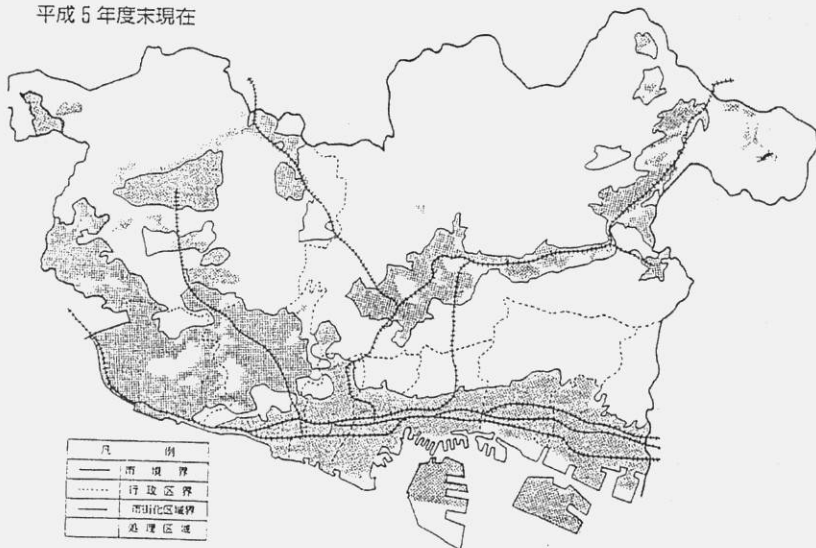 平成5年度末現在
凡 例
市境界
行政区界
市街化区域界
処理区域